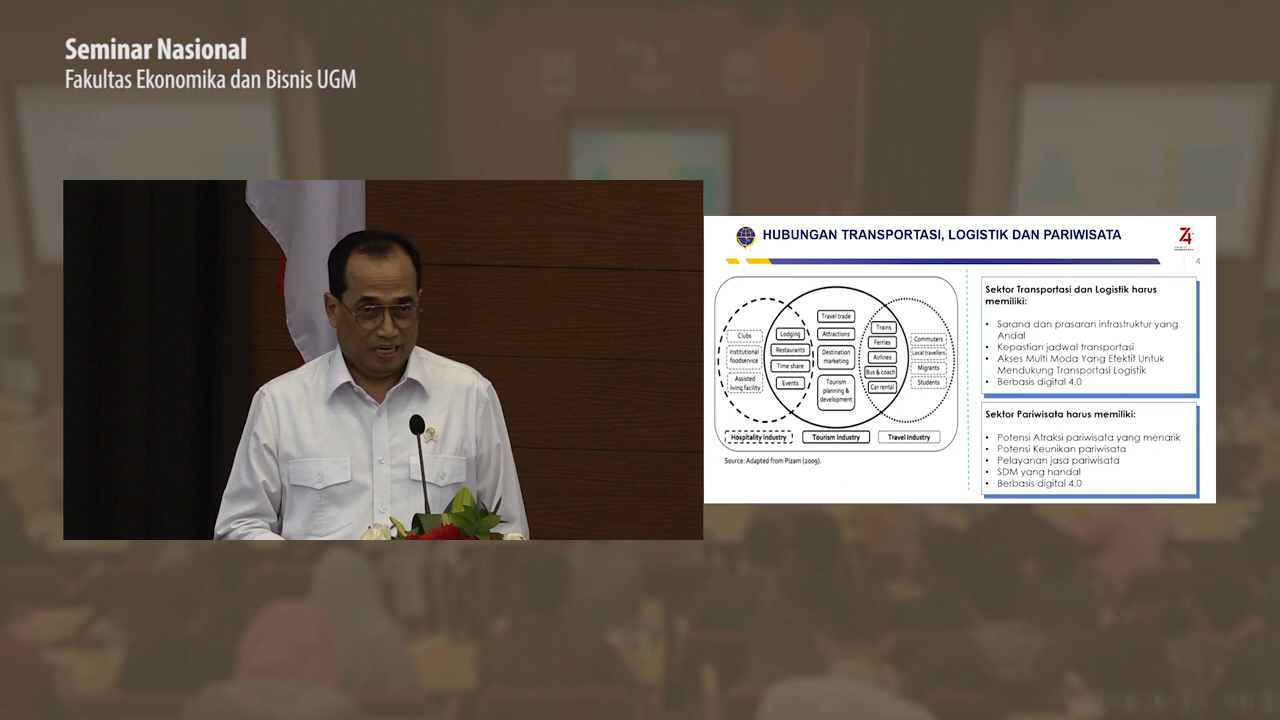 Seminar Nasional
Fakultas Ekonomika dan Bisnis UGM
HUBUNGAN TRANSPORTASI, LOGISTIK DAN PARIWISATA
74
4
Clubs
Institutional
foodservice
Assisted
living facility
Lodging
Restaurants
Time share
Events
Travel trade
Attractions
Destination
marketing
Tourism
planning &
development
Trains
Ferries
Airlines
Bus & coach
Car rental
Commuters
Local travellers
Migrants
Students
Hospitality Industry
Tourism Industry
Travel Industry
Source: Adapted from Pizam (2009).
Sektor Transportasi dan Logistik harus
memiliki:
• Sarana dan prasaran infrastruktur yang
Andal
• Kepastian jadwal transportasi
• Akses Multi Moda Yang Efektif Untuk
Mendukung Transportasi Logistik
• Berbasis digital 4.0
Sektor Pariwisata harus memiliki:
• Potensi Atraksi pariwisata yang menarik
• Potensi Keunikan pariwisata
• Pelayanan jasa pariwisata
• SDM yang handal
• Berbasis digital 4.0